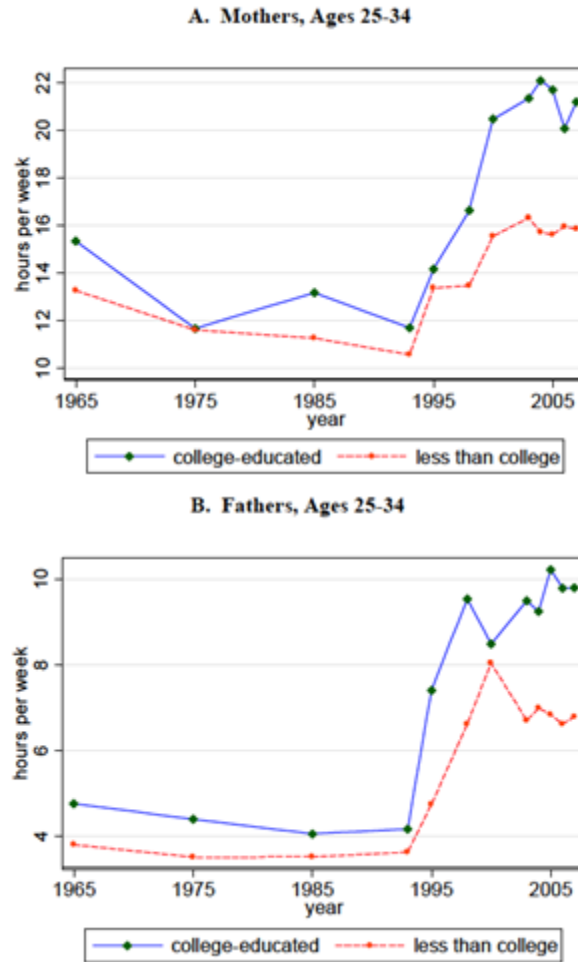 A. Mothers, Ages 25-34
22
20
18
16
14
12
10
hours per week
1965 1975 1985 1995 2005
year
college-educated less than college
B. Fathers, Ages 25-34
10
8
6
4
hours per week
1965 1975 1985 1995 2005
year
college-educated less than college